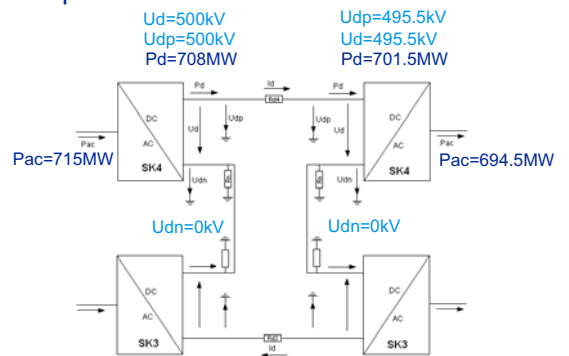 Ud=500kV
Udp=500kV
Pd=708MW
Udp=495.5kV
Ud=495.5kV
Pd=701.5MW
Pd
Id
Pd
Rd4
DC
AC
SK4
Ud
Udp
Udp
Ud
DC
AC
SK4
Pac
Pac=715MW
Pac
Pac=694.5MW
Udn
Udn
Udn=0kV
Udn=0kV
DC
AC
SK3
DC
AC
SK3
Rd3
Id